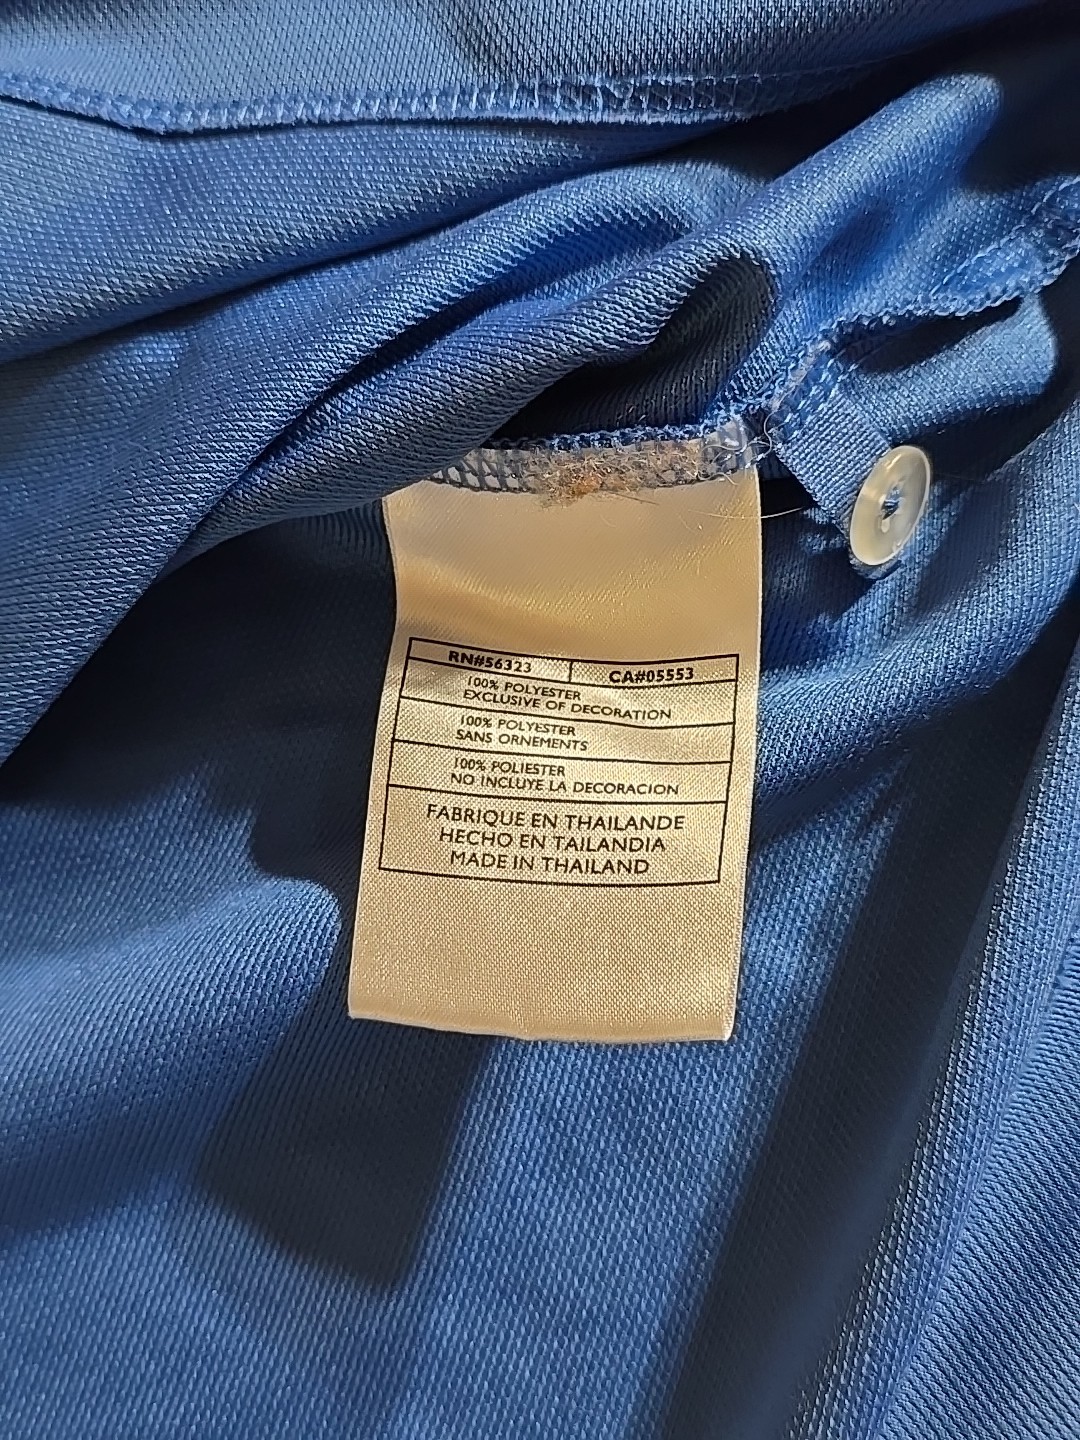 RN#56323 CA#05553
100% POLYESTER
EXCLUSIVE OF DECORATION
100% POLYESTER
SANS ORNEMENTS
100% POLIESTER
NO INCLUYE LA DECORACION
FABRIQUE EN THAILANDE
HECHO EN TAILANDIA
MADE IN THAILAND